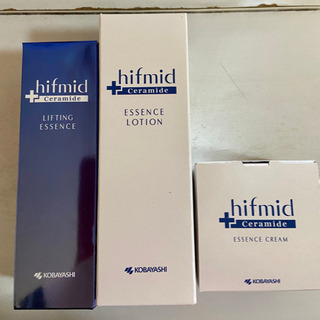 hifmid
Ceramide
LIFTING
ESSENCE
KOBAYASHI
hifmid
Ceramide
ESSENCE
LOTION
KOBAYASHI
hifmid
Ceramide
ESSENCE CREAM
KOBAYASHI